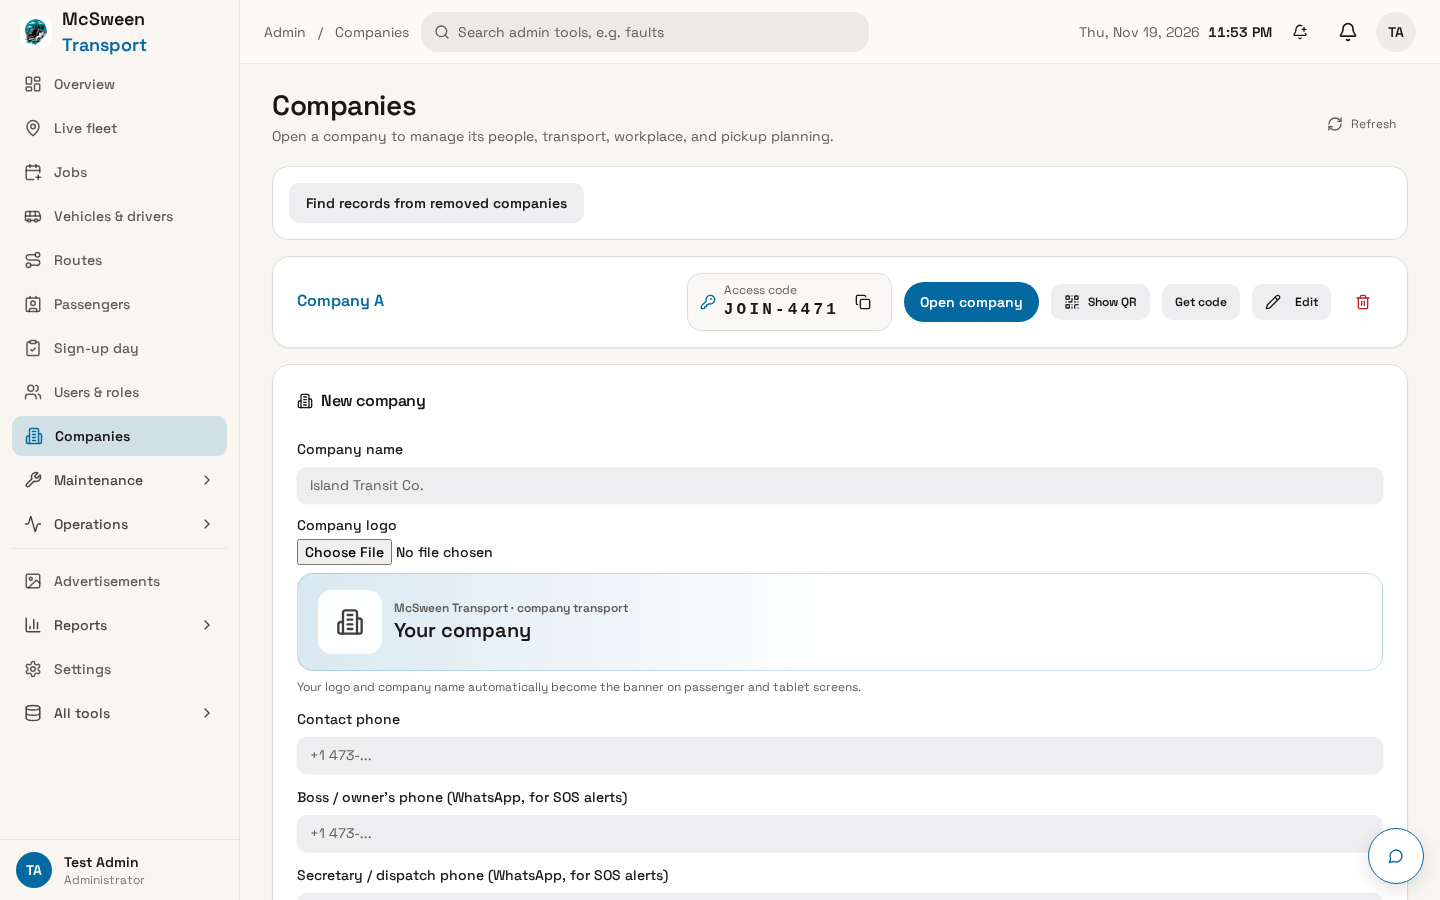 McSween
Transport
Admin / Companies
Search admin tools, e.g. faults
Thu, Nov 19, 2026 11:53 PM
TA
Overview
Live fleet
Jobs
Vehicles & drivers
Routes
Passengers
Sign-up day
Users & roles
Companies
Maintenance
Operations
Advertisements
Reports
Settings
All tools
TA
Test Admin
Administrator
Companies
Open a company to manage its people, transport, workplace, and pickup planning.
Refresh
Find records from removed companies
Company A
Access code
JOIN-4471
Open company
Show QR
Get code
Edit
New company
Company name
Island Transit Co.
Company logo
Choose File No file chosen
McSween Transport · company transport
Your company
Your logo and company name automatically become the banner on passenger and tablet screens.
Contact phone
+1 473-...
Boss / owner's phone (WhatsApp, for SOS alerts)
+1 473-...
Secretary / dispatch phone (WhatsApp, for SOS alerts)